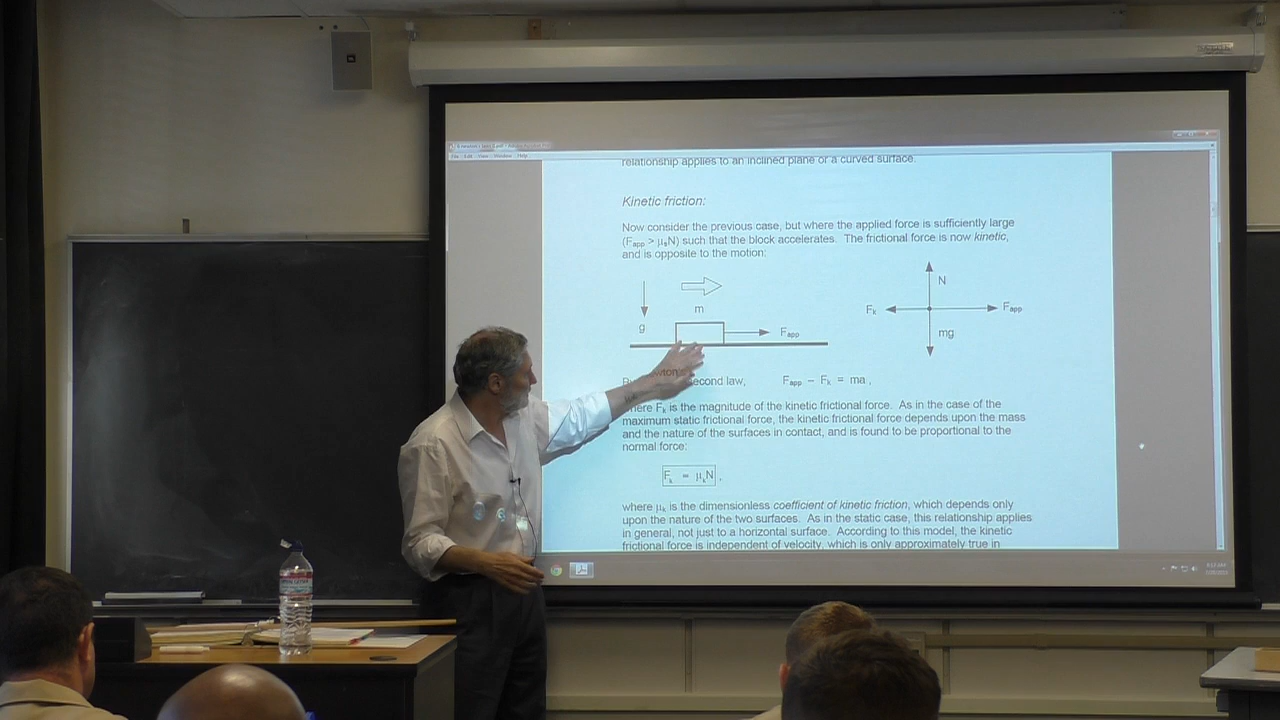 File Edit View Window Help
relationship applies to an inclined plane or a curved surface.
Kinetic friction:
Now consider the previous case, but where the applied force is sufficiently large
(Fapp > μsN) such that the block accelerates. The frictional force is now kinetic,
and is opposite to the motion:
m
g
Fapp
N
Fk
Fapp
mg
second law, Fapp – Fk = ma ,
where Fk is the magnitude of the kinetic frictional force. As in the case of the
maximum static frictional force, the kinetic frictional force depends upon the mass
and the nature of the surfaces in contact, and is found to be proportional to the
normal force:
Fk = μkN ,
where μk is the dimensionless coefficient of kinetic friction, which depends only
upon the nature of the two surfaces. As in the static case, this relationship applies
in general, not just to a horizontal surface. According to this model, the kinetic
frictional force is independent of velocity, which is only approximately true in